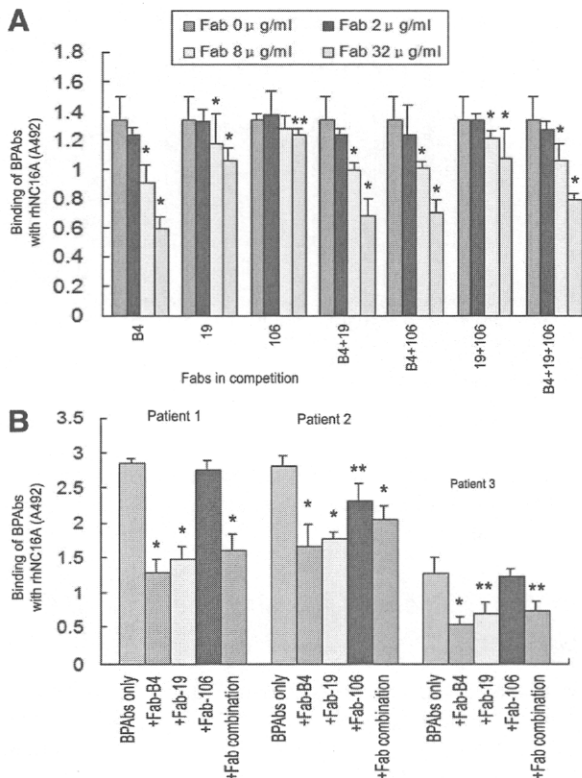 A
Fab 0 μ g/ml
Fab 2 μ g/ml
Fab 8 μ g/ml
Fab 32 μ g/ml
Binding of BPAbs
with rhNC16A (A492)
1.8
1.6
1.4
1.2
1
0.8
0.6
0.4
0.2
0
*
*
*
*
**
*
*
*
*
*
*
*
*
B4
19
106
B4+19
B4+106
19+106
B4+19+106
Fabs in competition
B
Patient 1
Patient 2
Patient 3
Binding of BPAbs
with rhNC16A (A492)
3.5
3
2.5
2
1.5
1
0.5
0
*
*
*
*
*
**
*
*
**
**
BPAbs only
+Fab-B4
+Fab-19
+Fab-106
+Fab combination
BPAbs only
+Fab-B4
+Fab-19
+Fab-106
+Fab combination
BPAbs only
+Fab-B4
+Fab-19
+Fab-106
+Fab combination